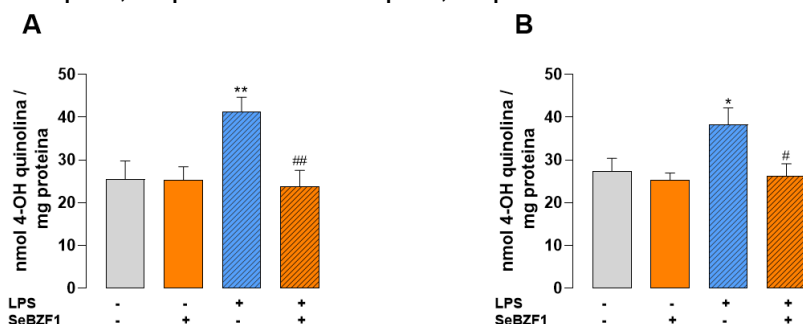 A
B
nmol 4-OH quinolina /
mg proteina
50
40
30
20
10
0
**
##
LPS - - + +
SeBZF1 - + - +
nmol 4-OH quinolina /
mg proteina
50
40
30
20
10
0
*
#
LPS - - + +
SeBZF1 - + - +